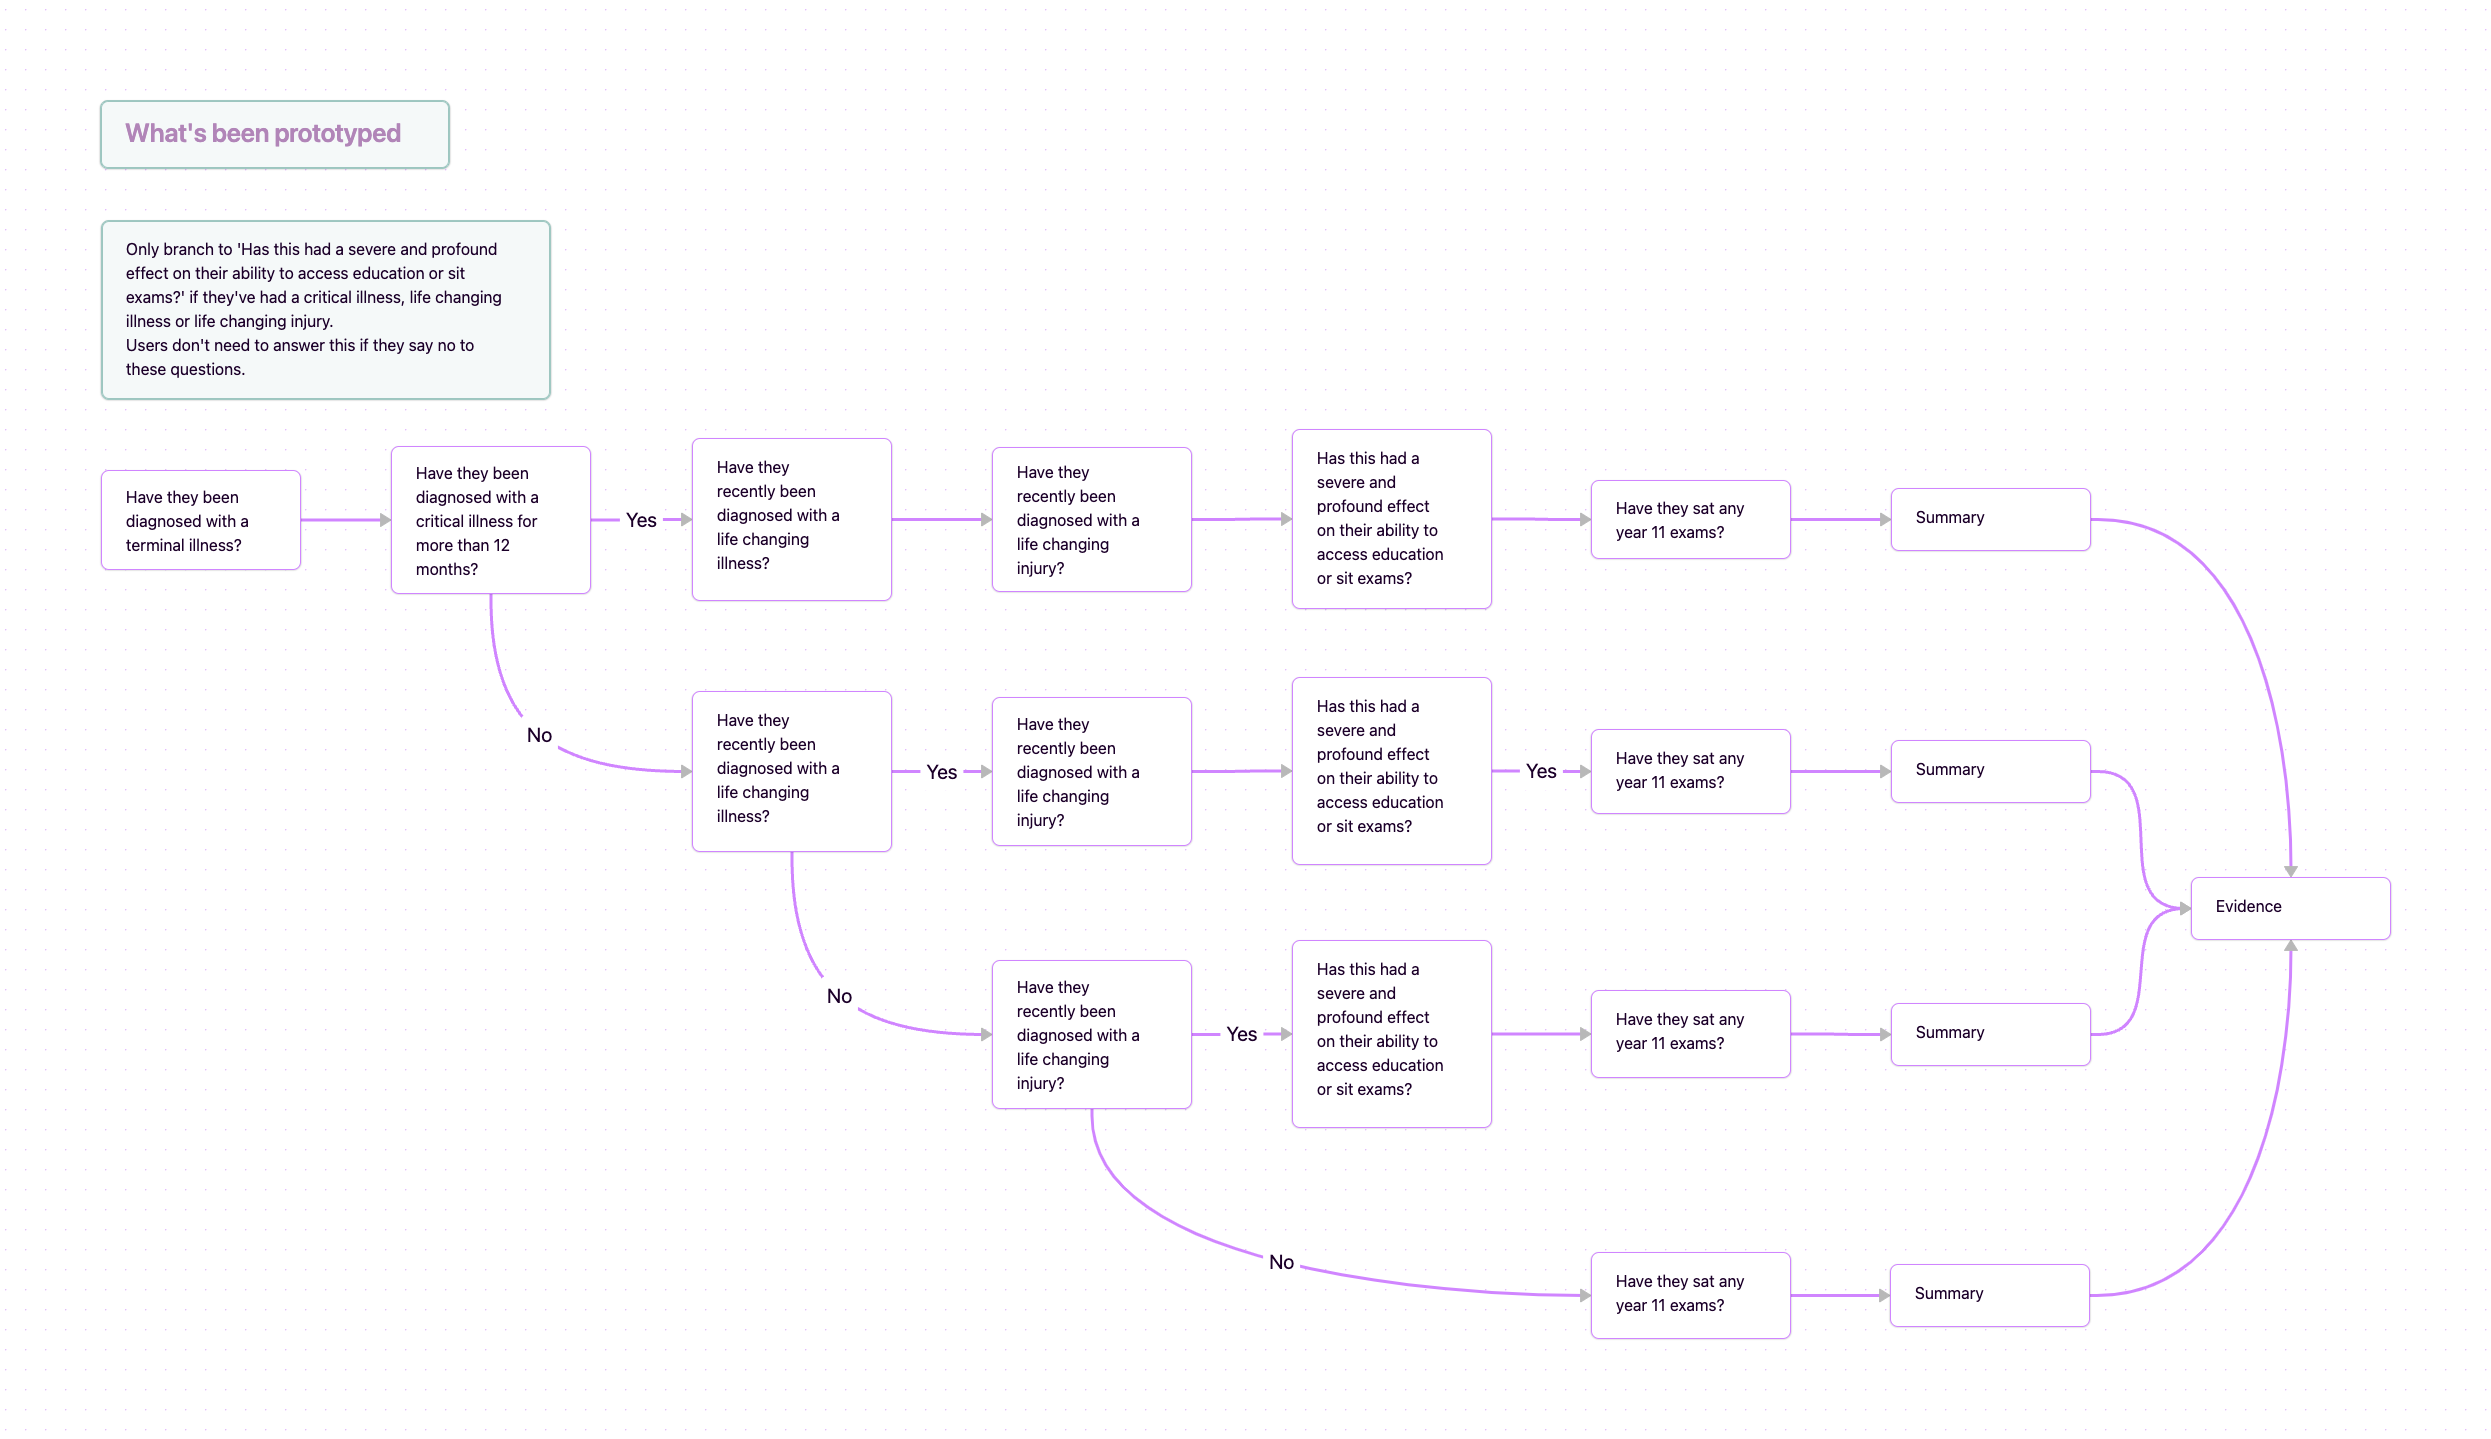 What's been prototyped
Only branch to 'Has this had a severe and profound
effect on their ability to access education or sit
exams?' if they've had a critical illness, life changing
illness or life changing injury.
Users don't need to answer this if they say no to
these questions.
Have they been
diagnosed with a
terminal illness?
Have they been
diagnosed with a
critical illness for
more than 12
months?
Yes
Have they
recently been
diagnosed with a
life changing
illness?
Have they
recently been
diagnosed with a
life changing
injury?
Has this had a
severe and
profound effect
on their ability to
access education
or sit exams?
Have they sat any
year 11 exams?
Summary
No
Have they
recently been
diagnosed with a
life changing
illness?
Yes
Have they
recently been
diagnosed with a
life changing
injury?
Has this had a
severe and
profound effect
on their ability to
access education
or sit exams?
Yes
Have they sat any
year 11 exams?
Summary
Evidence
No
Have they
recently been
diagnosed with a
life changing
injury?
Yes
Has this had a
severe and
profound effect
on their ability to
access education
or sit exams?
Have they sat any
year 11 exams?
Summary
No
Have they sat any
year 11 exams?
Summary